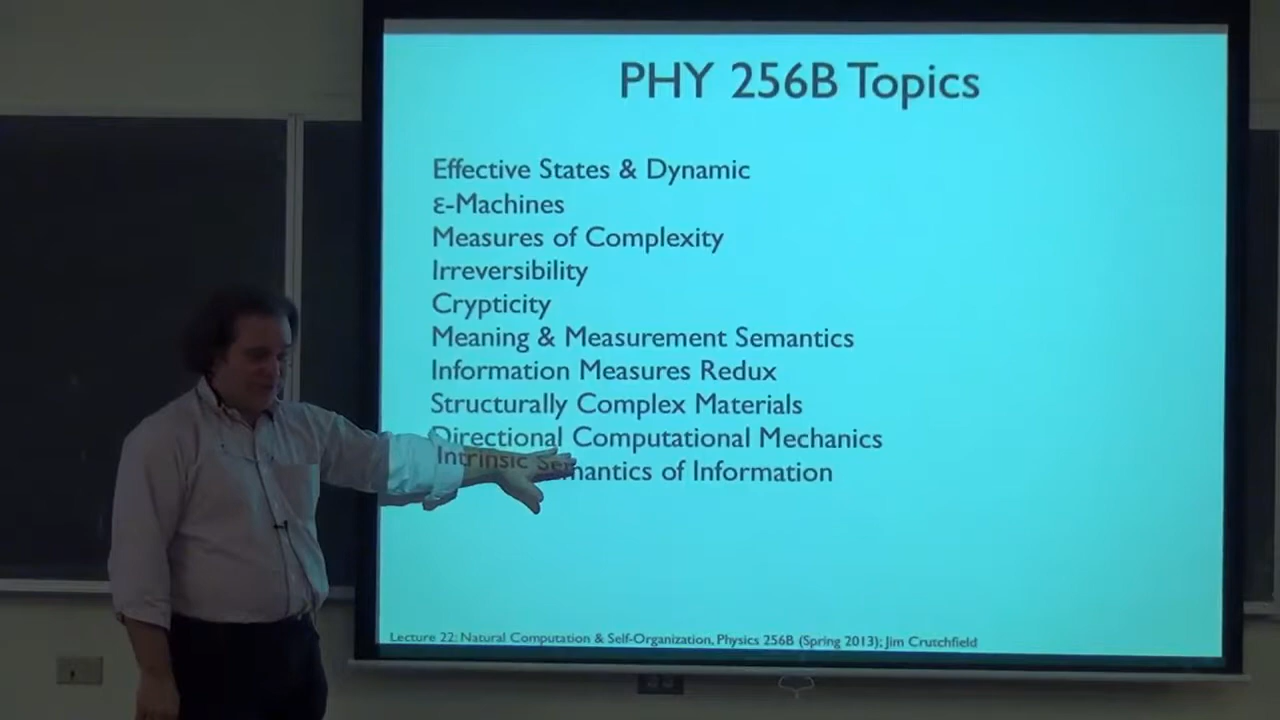 PHY 256B Topics
Effective States & Dynamic
ε-Machines
Measures of Complexity
Irreversibility
Crypticity
Meaning & Measurement Semantics
Information Measures Redux
Structurally Complex Materials
Directional Computational Mechanics
Intrinsic Semantics of Information
Lecture 22: Natural Computation & Self-Organization, Physics 256B (Spring 2013); Jim Crutchfield